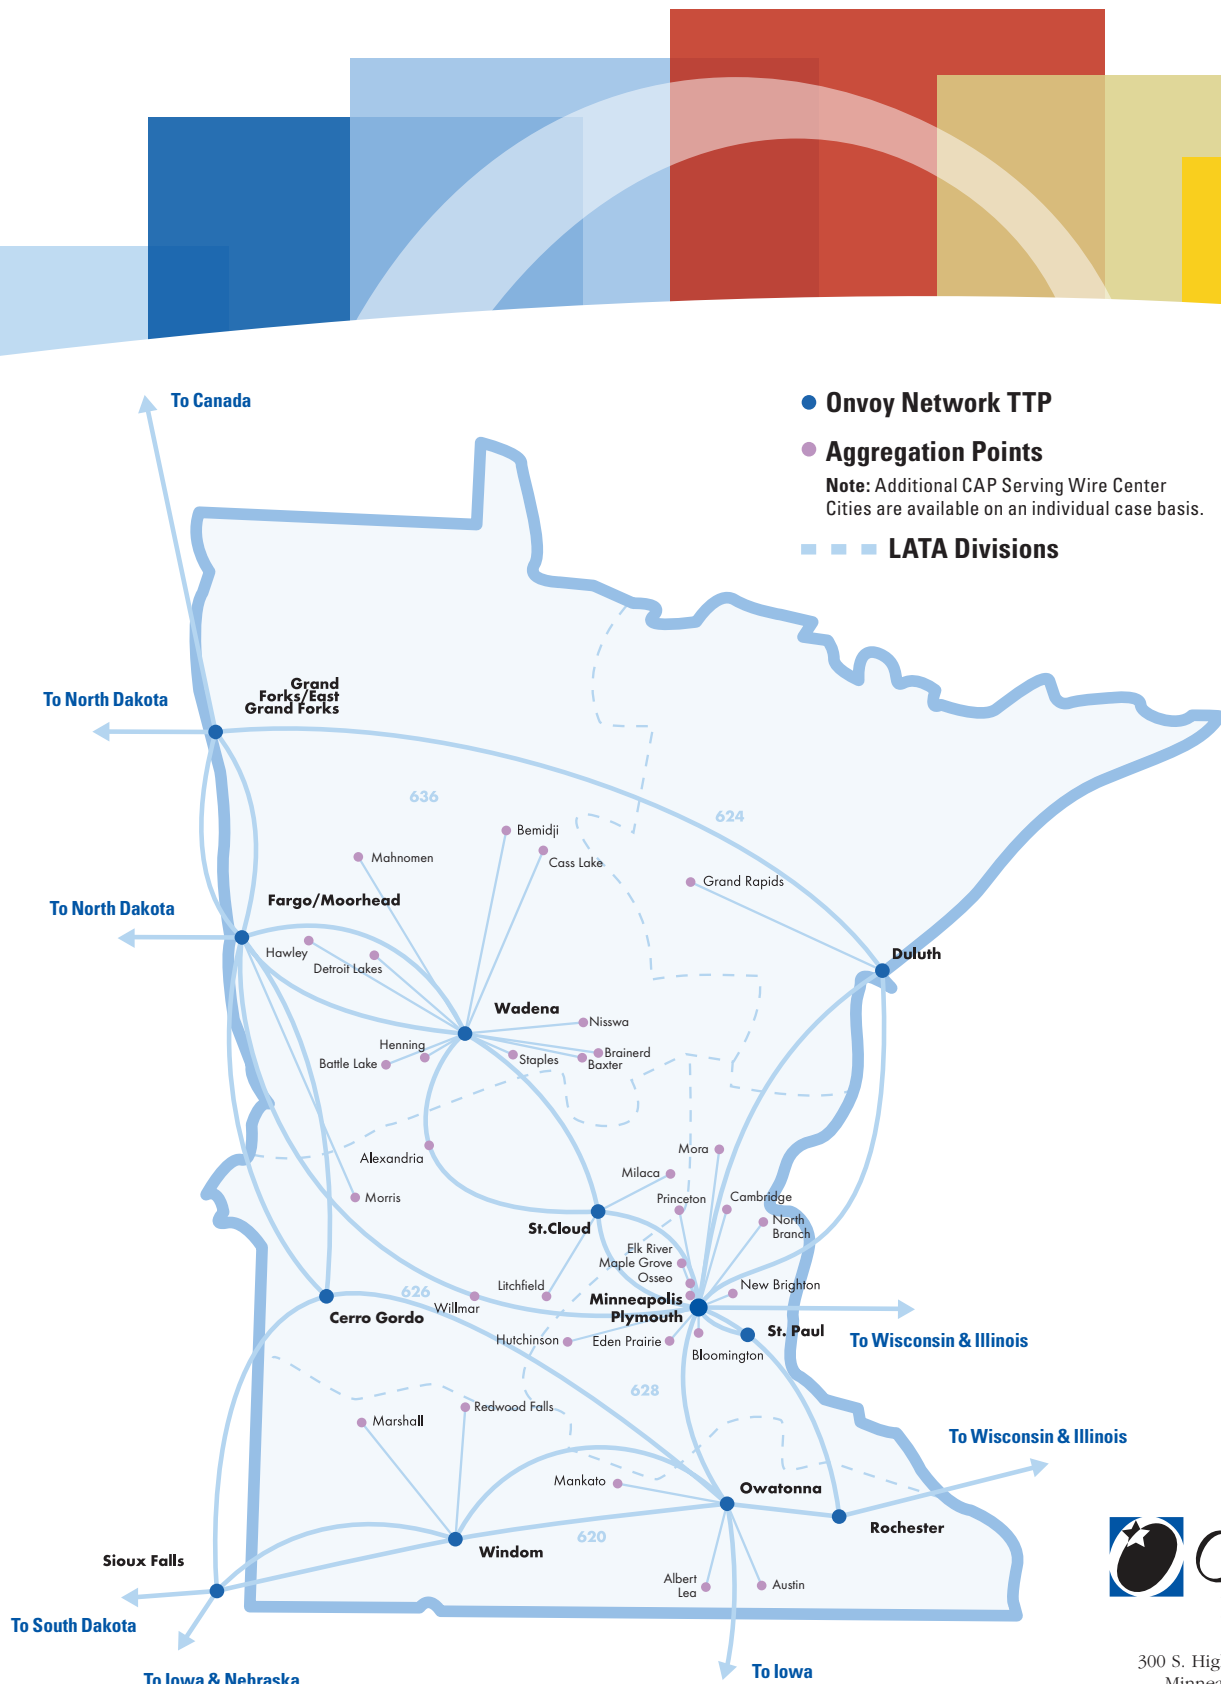 To Canada
Onvoy Network TTP
Aggregation Points
Note: Additional CAP Serving Wire Center
Cities are available on an individual case basis.
LATA Divisions
Grand
Forks/East
Grand Forks
To North Dakota
636
624
Bemidji
Mahnomen
Cass Lake
Grand Rapids
Fargo/Moorhead
To North Dakota
Hawley
Detroit Lakes
Duluth
Wadena
Nisswa
Henning
Battle Lake
Staples
Brainerd
Baxter
Alexandria
Mora
Milaca
Morris
Princeton
Cambridge
North
Branch
St.Cloud
Elk River
Maple Grove
Osseo
Litchfield
626
Willmar
New Brighton
Minneapolis
Plymouth
Cerro Gordo
St. Paul
To Wisconsin & Illinois
Hutchinson
Eden Prairie
Bloomington
628
Redwood Falls
Marshall
To Wisconsin & Illinois
Mankato
Owatonna
Rochester
620
Windom
Sioux Falls
Albert
Lea
Austin
To South Dakota
To Iowa & Nebraska
To Iowa
300 S. Hig
Minnea